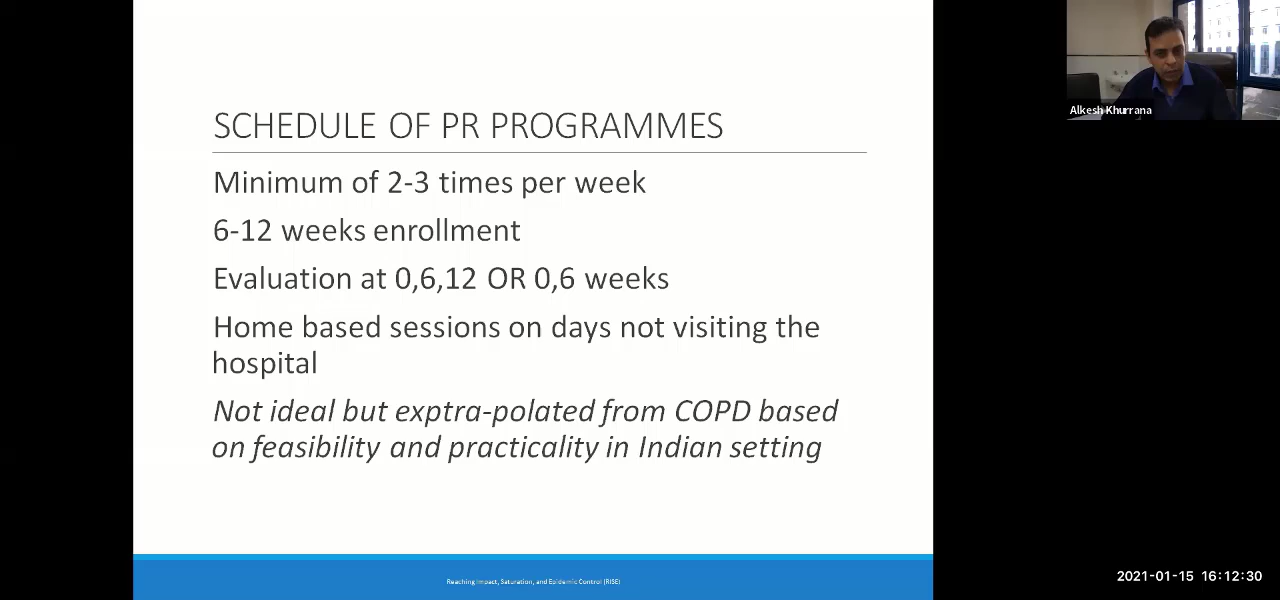 SCHEDULE OF PR PROGRAMMES
Minimum of 2-3 times per week
6-12 weeks enrollment
Evaluation at 0,6,12 OR 0,6 weeks
Home based sessions on days not visiting the
hospital
Not ideal but exptra-polated from COPD based
on feasibility and practicality in Indian setting
Reaching Impact, Saturation, and Epidemic Control (RISE)
Alkesh Khurrana
2021-01-15 16:12:30